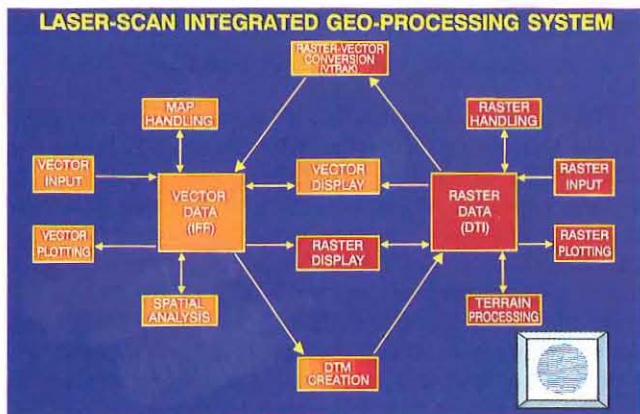 LASER-SCAN INTEGRATED GEO-PROCESSING SYSTEM
RASTER-VECTOR
CONVERSION
(VTRAK)
MAP
HANDLING
RASTER
HANDLING
VECTOR
INPUT
VECTOR
DATA
(IFF)
VECTOR
DISPLAY
RASTER
DATA
(DTI)
RASTER
INPUT
VECTOR
PLOTTING
RASTER
DISPLAY
RASTER
PLOTTING
SPATIAL
ANALYSIS
TERRAIN
PROCESSING
DTM
CREATION